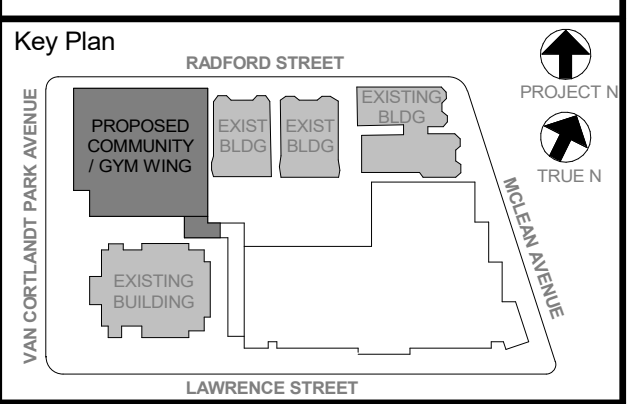 Key Plan
RADFORD STREET
PROJECT N
TRUE N
VAN CORTLANDT PARK AVENUE
PROPOSED
COMMUNITY
/ GYM WING
EXIST
BLDG
EXIST
BLDG
EXISTING
BLDG
MCLEAN AVENUE
EXISTING
BUILDING
LAWRENCE STREET